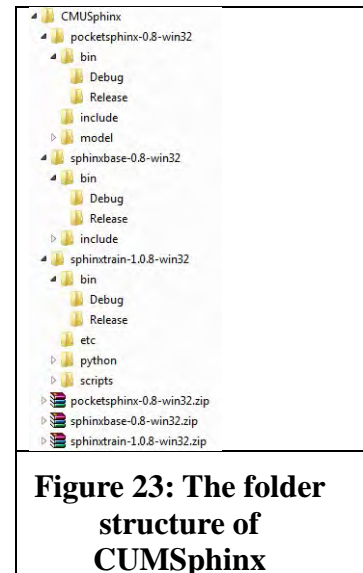 CMUSphinx
pocketsphinx-0.8-win32
bin
Debug
Release
include
model
sphinxbase-0.8-win32
bin
Debug
Release
include
sphinxtrain-1.0.8-win32
bin
Debug
Release
etc
python
scripts
pocketsphinx-0.8-win32.zip
sphinxbase-0.8-win32.zip
sphinxtrain-1.0.8-win32.zip
Figure 23: The folder
structure of
CUMSphinx